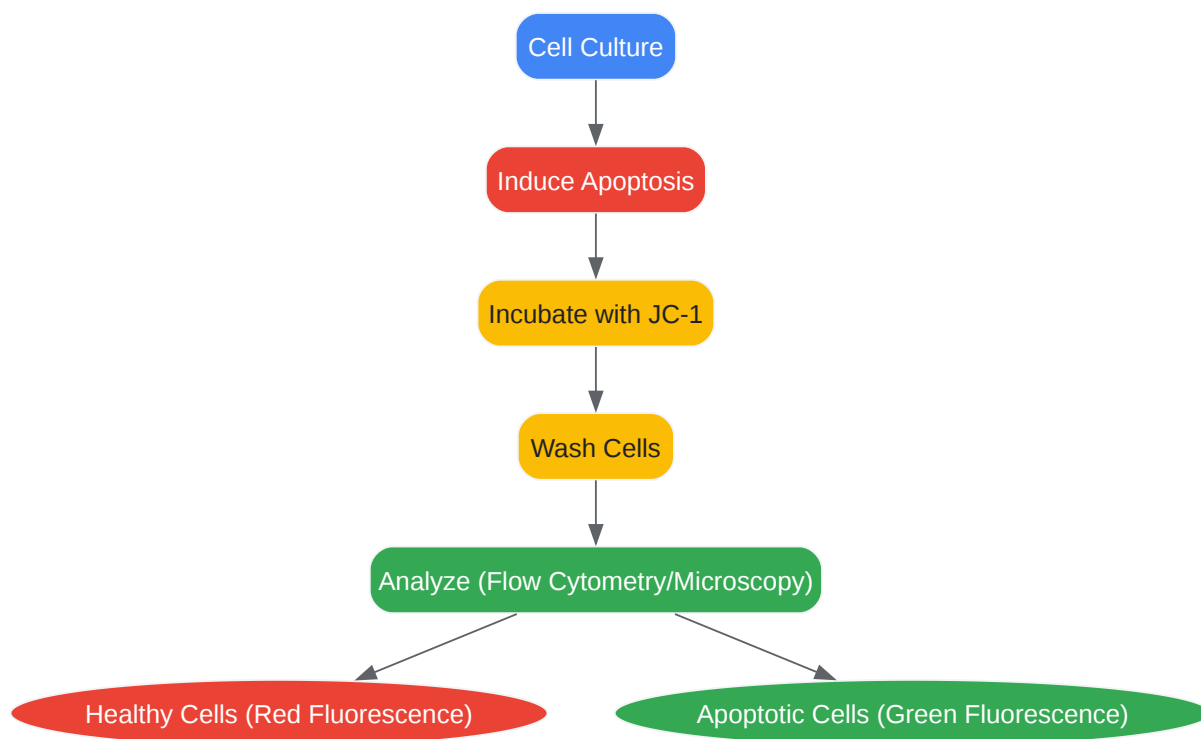 Cell Culture
Induce Apoptosis
Incubate with JC-1
Wash Cells
Analyze (Flow Cytometry/Microscopy)
Healthy Cells (Red Fluorescence)
Apoptotic Cells (Green Fluorescence)